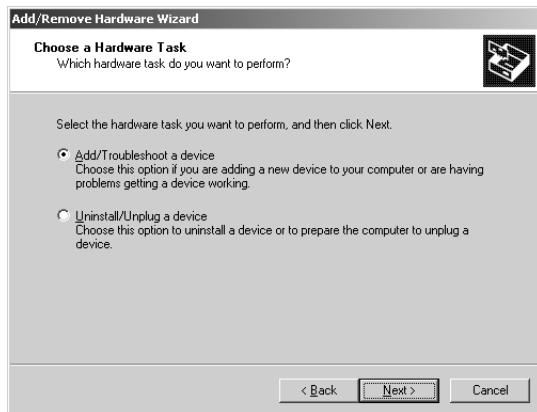 Add/Remove Hardware Wizard
Choose a Hardware Task
Which hardware task do you want to perform?
Select the hardware task you want to perform, and then click Next.
Add/Troubleshoot a device
Choose this option if you are adding a new device to your computer or are having
problems getting a device working.
Uninstall/Unplug a device
Choose this option to uninstall a device or to prepare the computer to unplug a
device.
< Back
Next >
Cancel